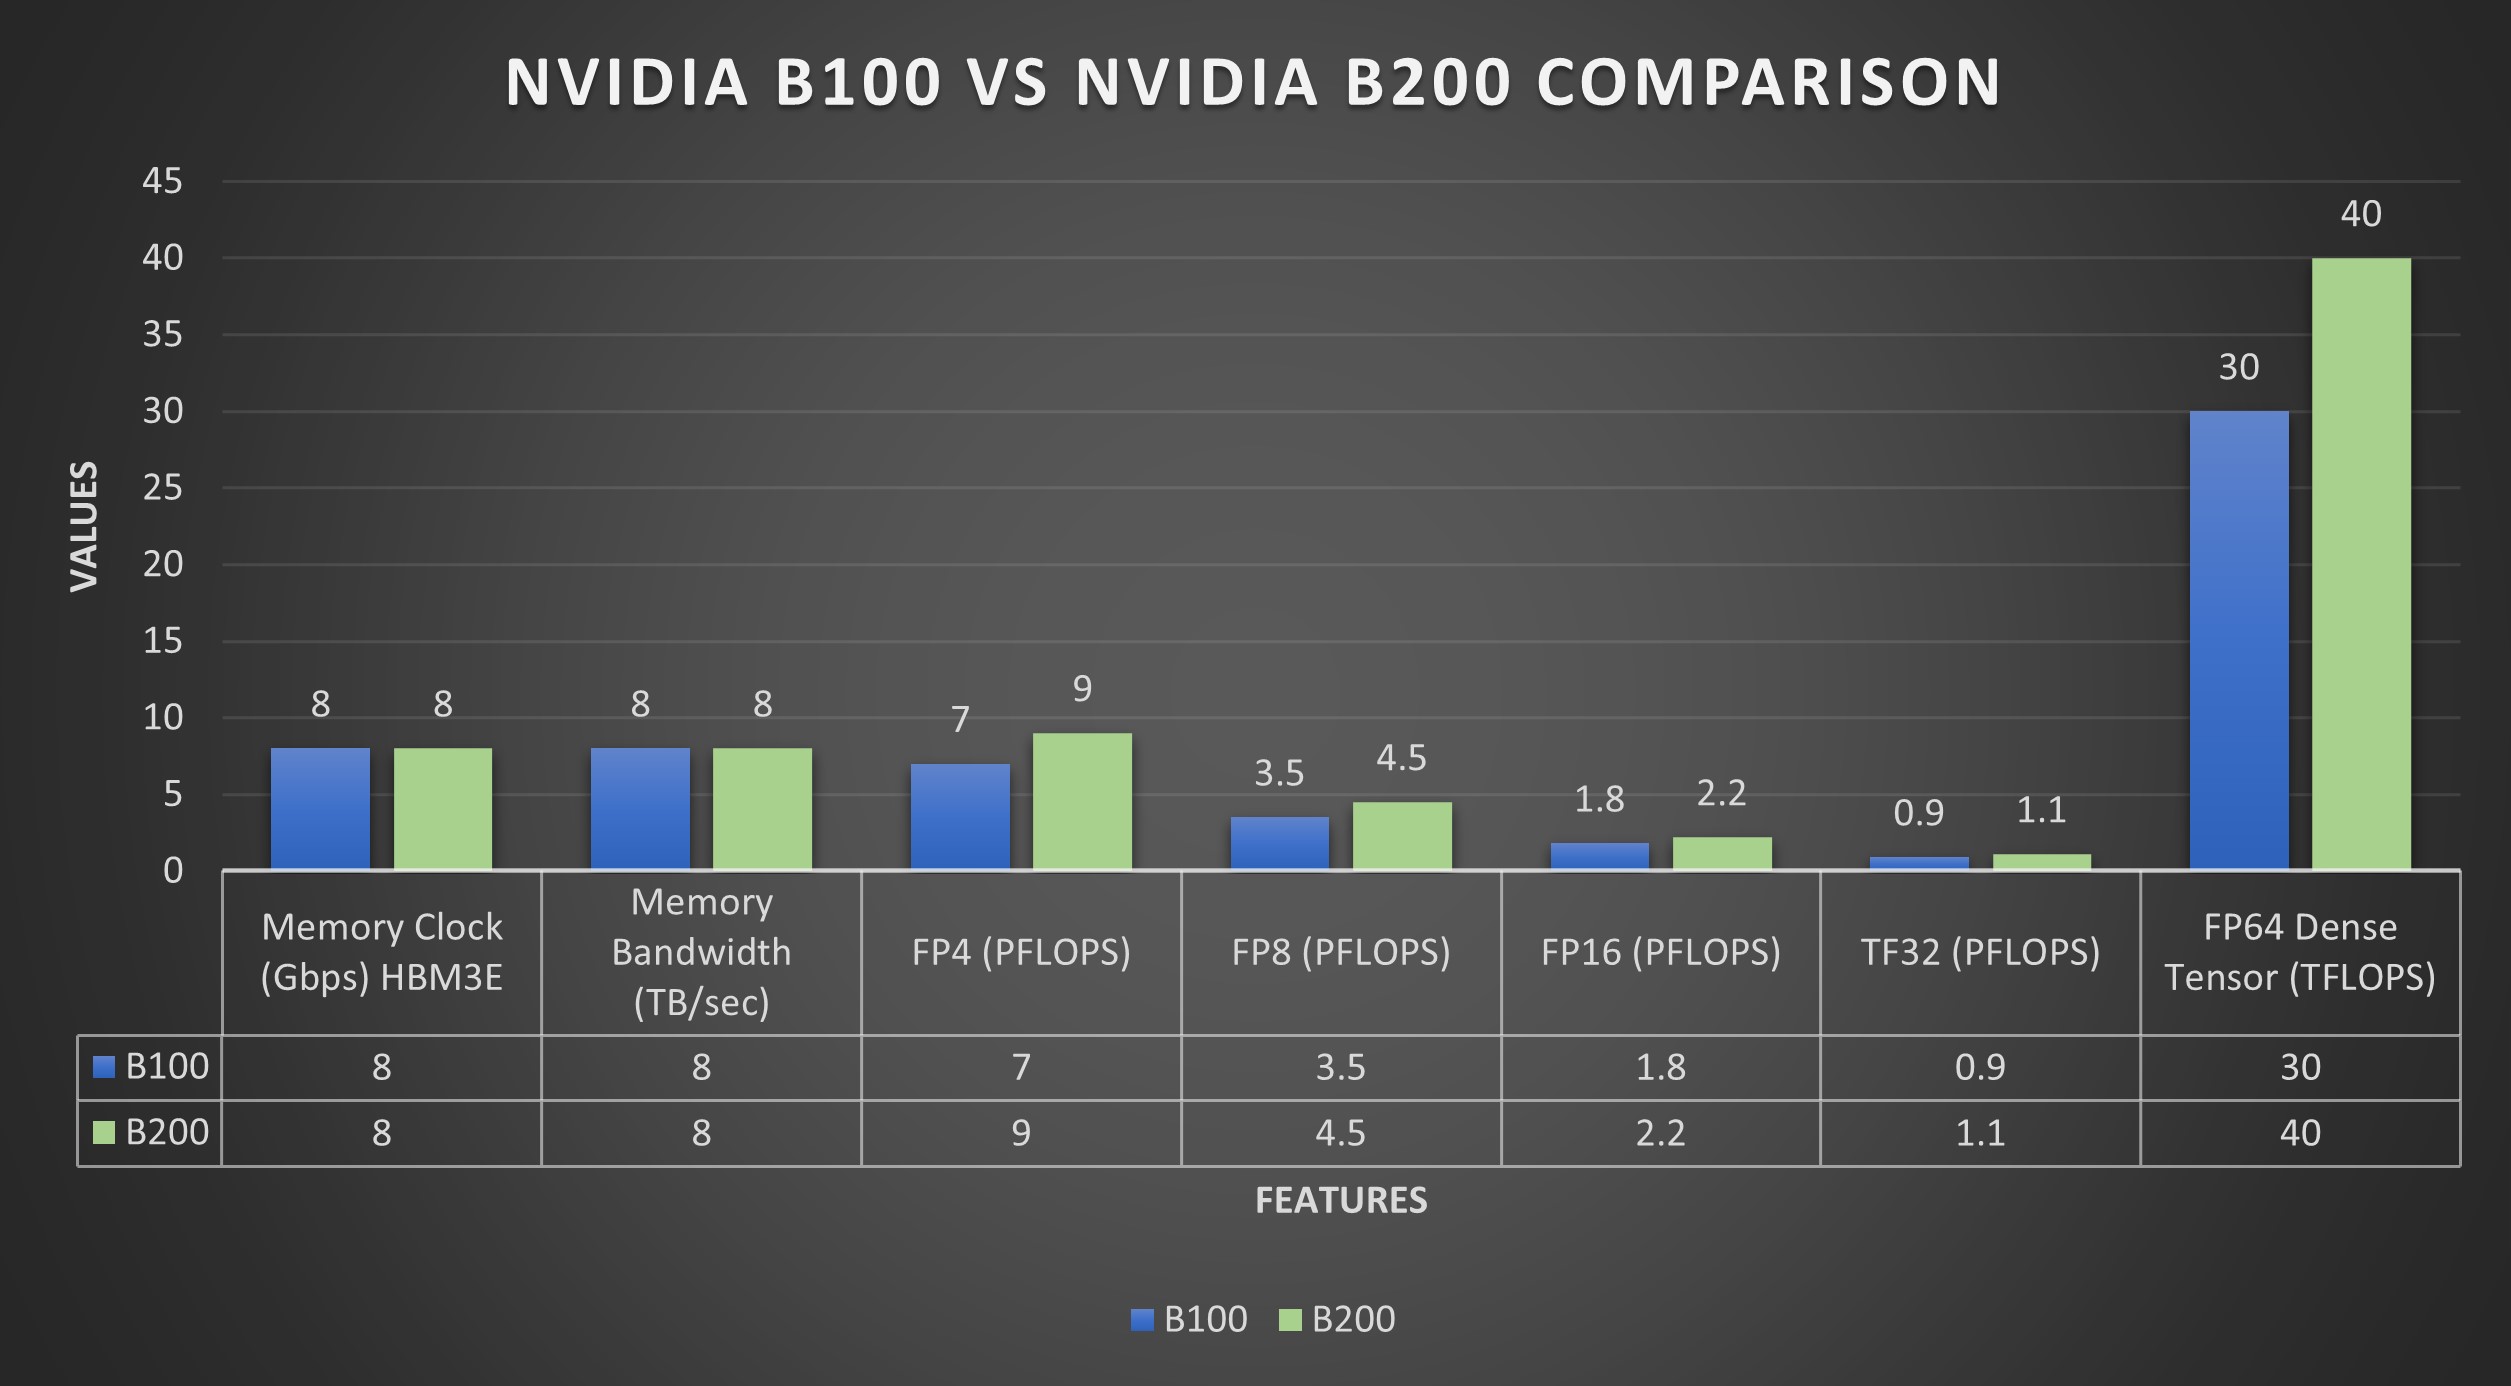 NVIDIA B100 VS NVIDIA B200 COMPARISON
45
40
35
30
25
20
15
10
5
0
VALUES
8 8 8 8 7 9 3.5 4.5 1.8 2.2 0.9 1.1 30 40
Memory Clock
(Gbps) HBM3E
Memory
Bandwidth
(TB/sec)
FP4 (PFLOPS)
FP8 (PFLOPS)
FP16 (PFLOPS)
TF32 (PFLOPS)
FP64 Dense
Tensor (TFLOPS)
B100 8 8 7 3.5 1.8 0.9 30
B200 8 8 9 4.5 2.2 1.1 40
FEATURES
B100 B200